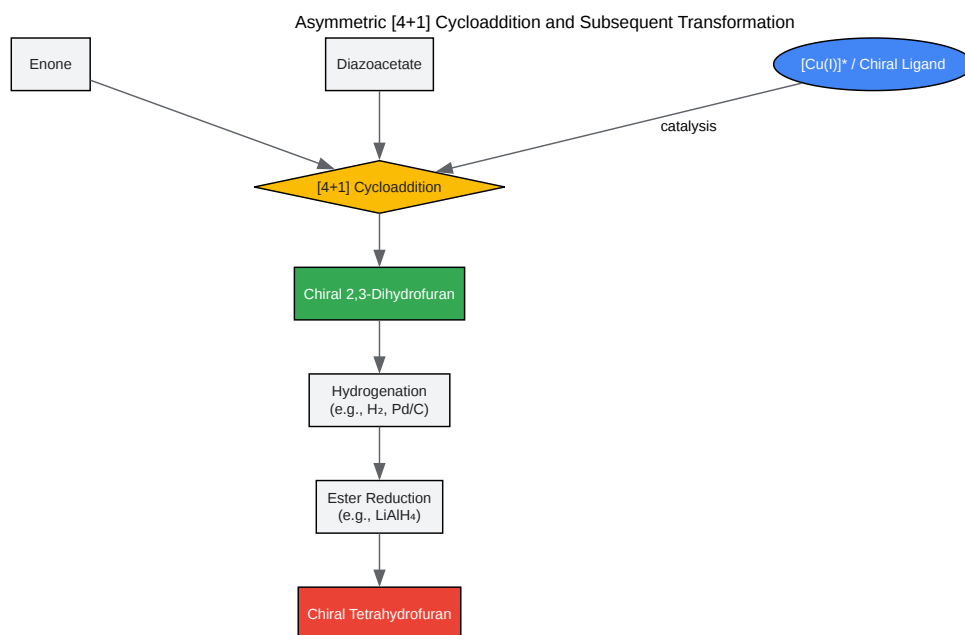 Asymmetric [4+1] Cycloaddition and Subsequent Transformation
Enone
Diazoacetate
[Cu(I)]* / Chiral Ligand
catalysis
[4+1] Cycloaddition
Chiral 2,3-Dihydrofuran
Hydrogenation
(e.g., H₂, Pd/C)
Ester Reduction
(e.g., LiAlH₄)
Chiral Tetrahydrofuran